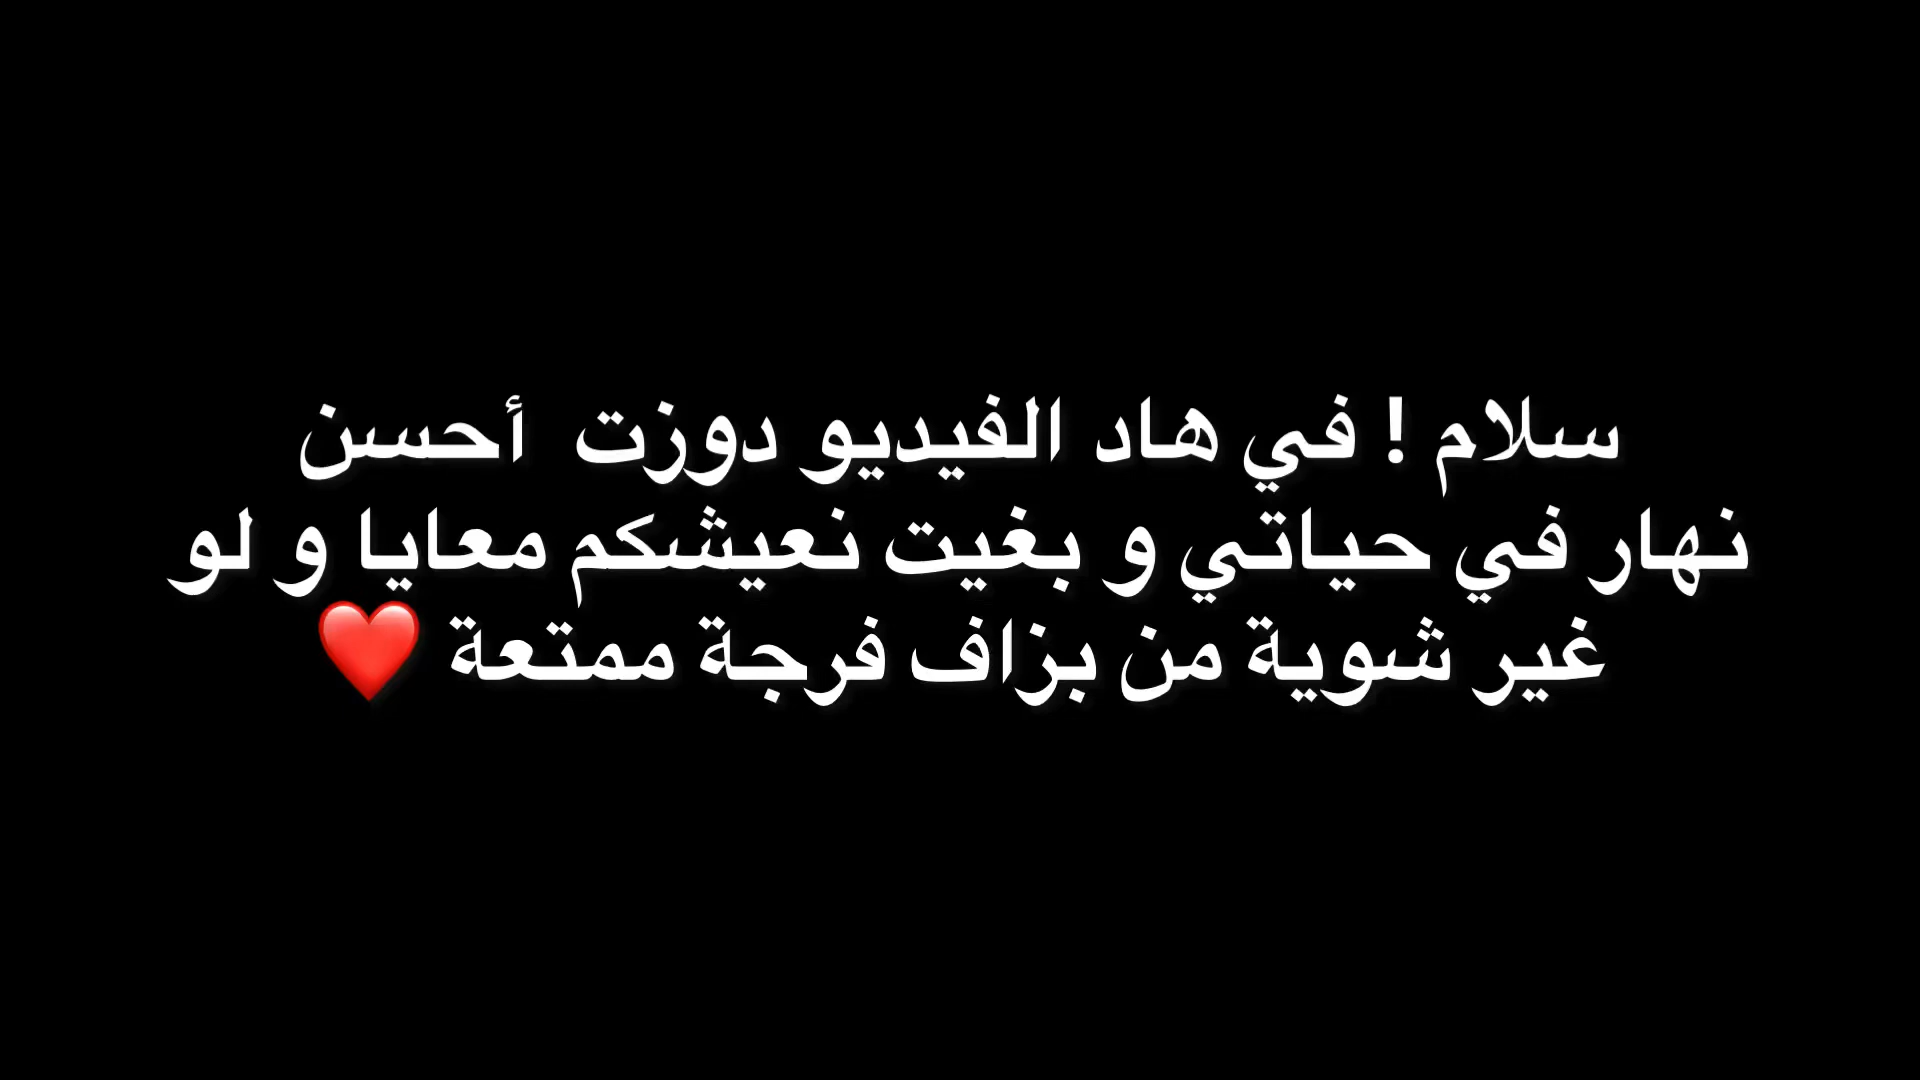 سلام ! في هاد الفيديو دوزت أحسن
نهار في حياتي و بغيت نعيشكم معايا و لو
غير شوية من بزاف فرجة ممتعة ❤️